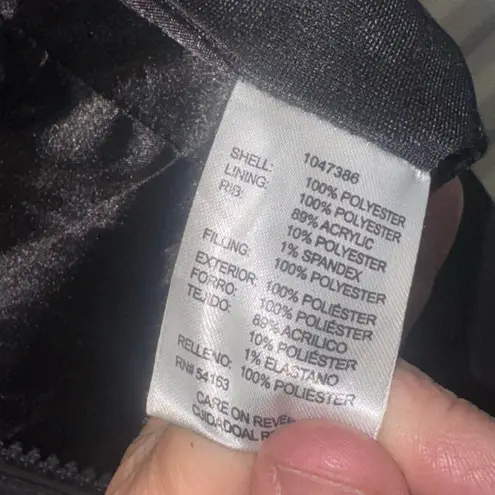 1047386
SHELL: 100% POLYESTER
LINING: 100% POLYESTER
RIB: 89% ACRYLIC
10% POLYESTER
1% SPANDEX
FILLING: 100% POLYESTER
EXTERIOR: 100% POLIÉSTER
FORRO: 100% POLIÉSTER
TEJIDO: 89% ACRILICO
10% POLIÉSTER
1% ELASTANO
RELLENO: 100% POLIESTER
RN# 54163
CARE ON REVE
CUIDADO AL R